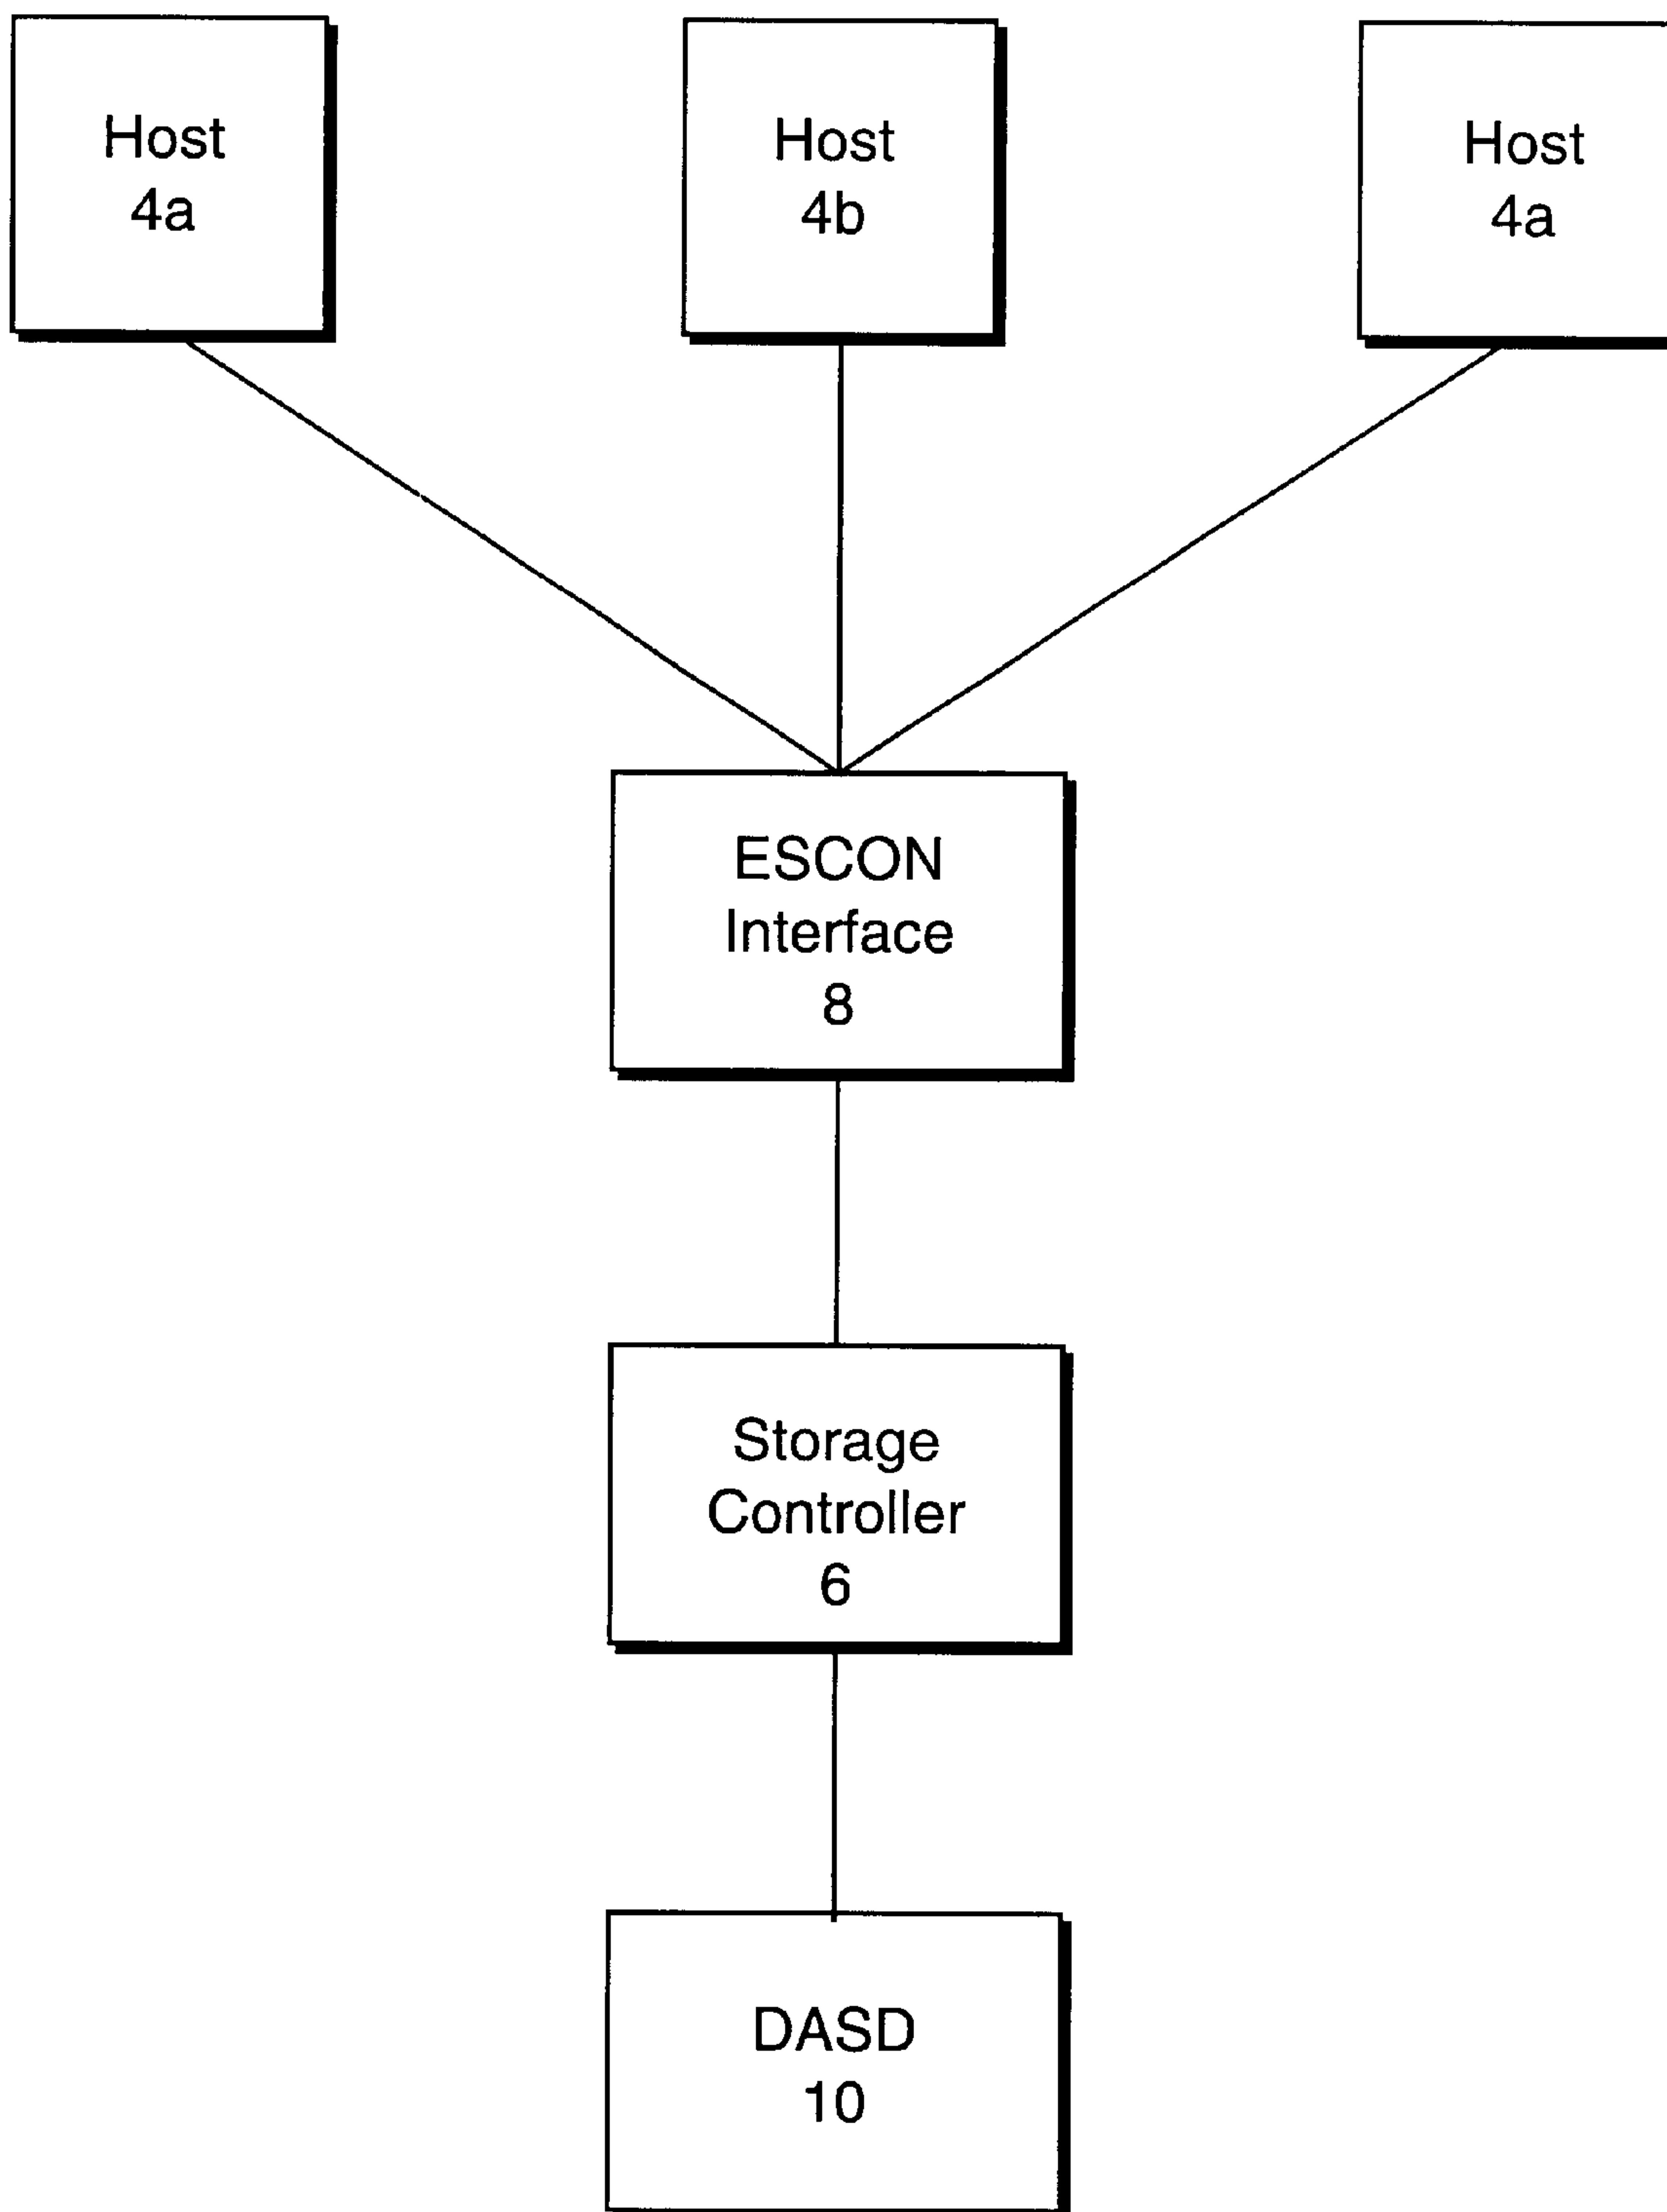 Host
4a
Host
4b
Host
4a
ESCON
Interface
8
Storage
Controller
6
DASD
10